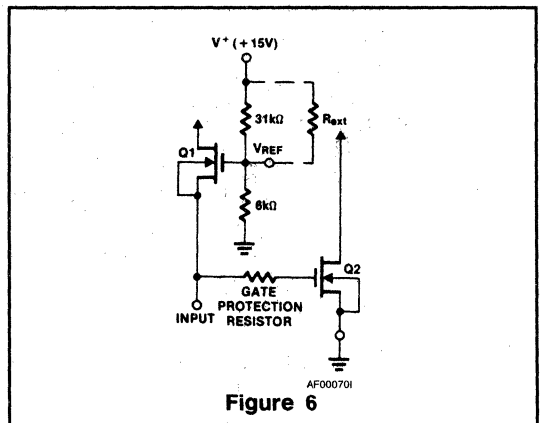 V⁺ (+15V)
31kΩ
Rext
Q1
VREF
6kΩ
Q2
GATE
PROTECTION
RESISTOR
INPUT
AF00070I
Figure 6